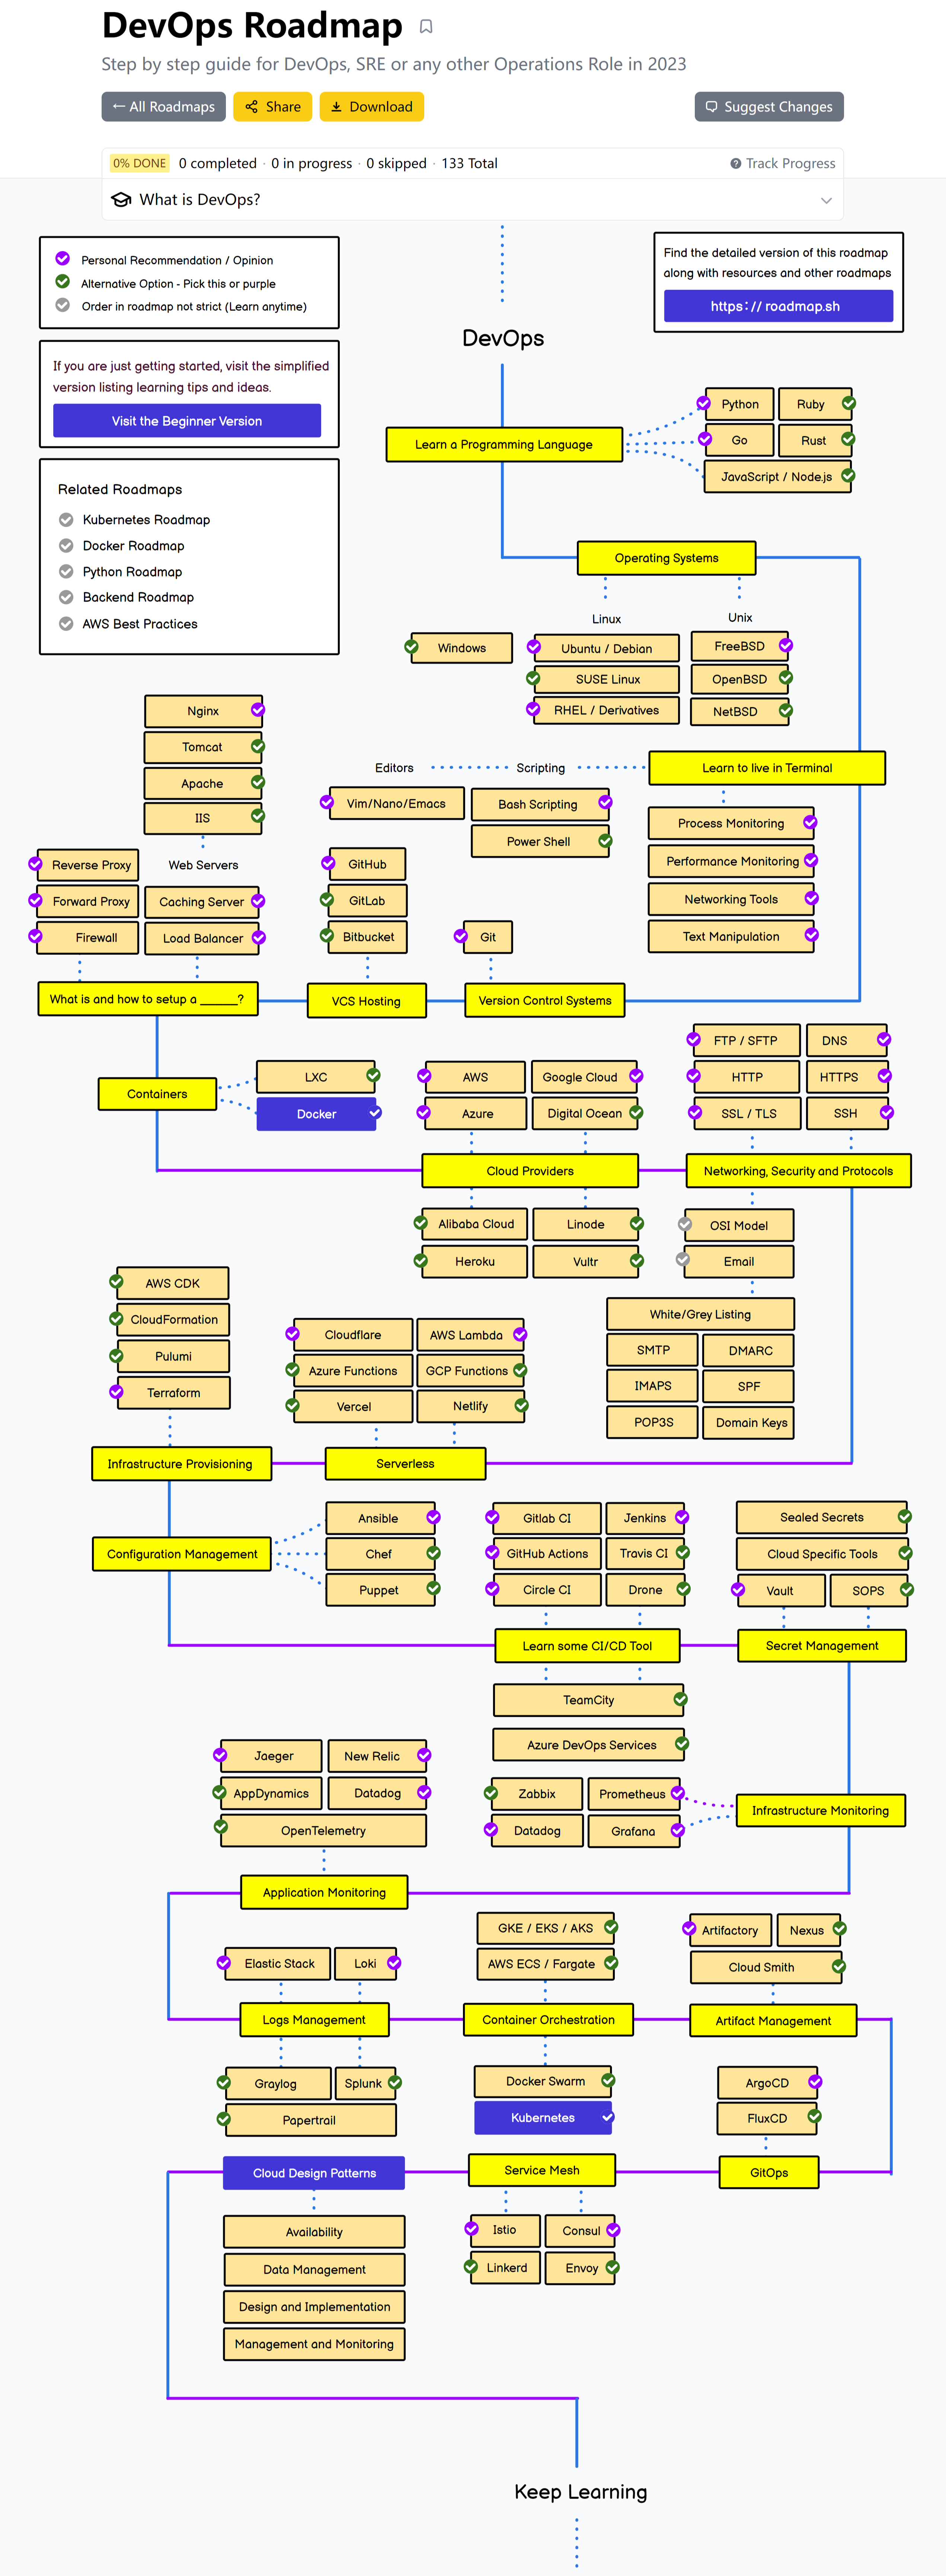 DevOps Roadmap
Step by step guide for DevOps, SRE or any other Operations Role in 2023
← All Roadmaps
Share
Download
Suggest Changes
0% DONE 0 completed · 0 in progress · 0 skipped · 133 Total
Track Progress
What is DevOps?
Personal Recommendation / Opinion
Alternative Option - Pick this or purple
Order in roadmap not strict (Learn anytime)
Find the detailed version of this roadmap
along with resources and other roadmaps
https://roadmap.sh
DevOps
If you are just getting started, visit the simplified
version listing learning tips and ideas.
Visit the Beginner Version
Related Roadmaps
Kubernetes Roadmap
Docker Roadmap
Python Roadmap
Backend Roadmap
AWS Best Practices
Learn a Programming Language
Python
Ruby
Go
Rust
JavaScript / Node.js
Operating Systems
Linux
Unix
Windows
Ubuntu / Debian
SUSE Linux
RHEL / Derivatives
FreeBSD
OpenBSD
NetBSD
Learn to live in Terminal
Editors
Scripting
Vim/Nano/Emacs
Bash Scripting
Power Shell
Process Monitoring
Performance Monitoring
Networking Tools
Text Manipulation
Nginx
Tomcat
Apache
IIS
Web Servers
Reverse Proxy
Forward Proxy
Firewall
Caching Server
Load Balancer
GitHub
GitLab
Bitbucket
Git
What is and how to setup a ______?
VCS Hosting
Version Control Systems
Containers
LXC
Docker
AWS
Google Cloud
Azure
Digital Ocean
FTP / SFTP
DNS
HTTP
HTTPS
SSL / TLS
SSH
Cloud Providers
Networking, Security and Protocols
Alibaba Cloud
Linode
Heroku
Vultr
OSI Model
Email
White/Grey Listing
SMTP
DMARC
IMAPS
SPF
POP3S
Domain Keys
AWS CDK
CloudFormation
Pulumi
Terraform
Cloudflare
AWS Lambda
Azure Functions
GCP Functions
Vercel
Netlify
Infrastructure Provisioning
Serverless
Configuration Management
Ansible
Chef
Puppet
Gitlab CI
Jenkins
GitHub Actions
Travis CI
Circle CI
Drone
Sealed Secrets
Cloud Specific Tools
Vault
SOPS
Learn some CI/CD Tool
Secret Management
TeamCity
Azure DevOps Services
Jaeger
New Relic
AppDynamics
Datadog
OpenTelemetry
Zabbix
Prometheus
Datadog
Grafana
Infrastructure Monitoring
Application Monitoring
GKE / EKS / AKS
AWS ECS / Fargate
Artifactory
Nexus
Cloud Smith
Elastic Stack
Loki
Logs Management
Container Orchestration
Artifact Management
Graylog
Splunk
Papertrail
Docker Swarm
Kubernetes
ArgoCD
FluxCD
Cloud Design Patterns
Service Mesh
GitOps
Availability
Data Management
Design and Implementation
Management and Monitoring
Istio
Consul
Linkerd
Envoy
Keep Learning